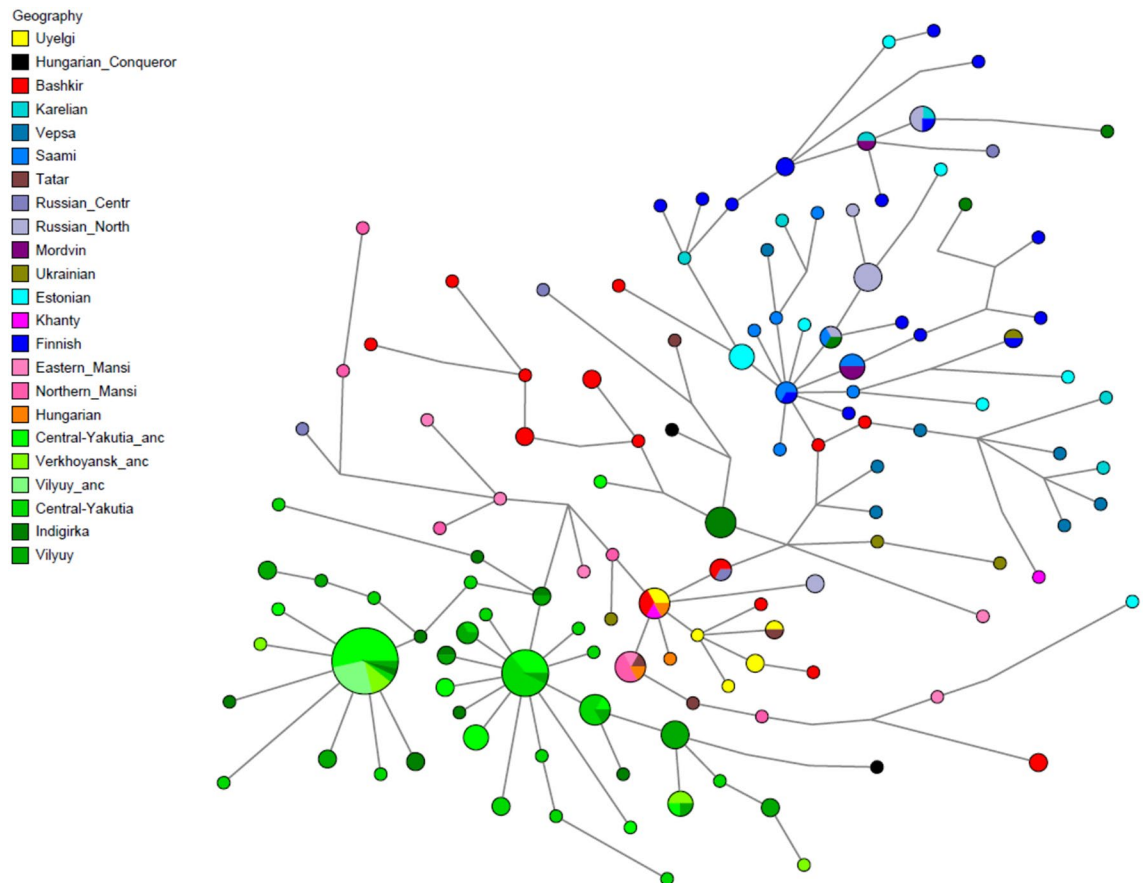 Geography
Uyelgi
Hungarian_Conqueror
Bashkir
Karelian
Vepsa
Saami
Tatar
Russian_Centr
Russian_North
Mordvin
Ukrainian
Estonian
Khanty
Finnish
Eastern_Mansi
Northern_Mansi
Hungarian
Central-Yakutia_anc
Verkhoyansk_anc
Vilyuy_anc
Central-Yakutia
Indigirka
Vilyuy